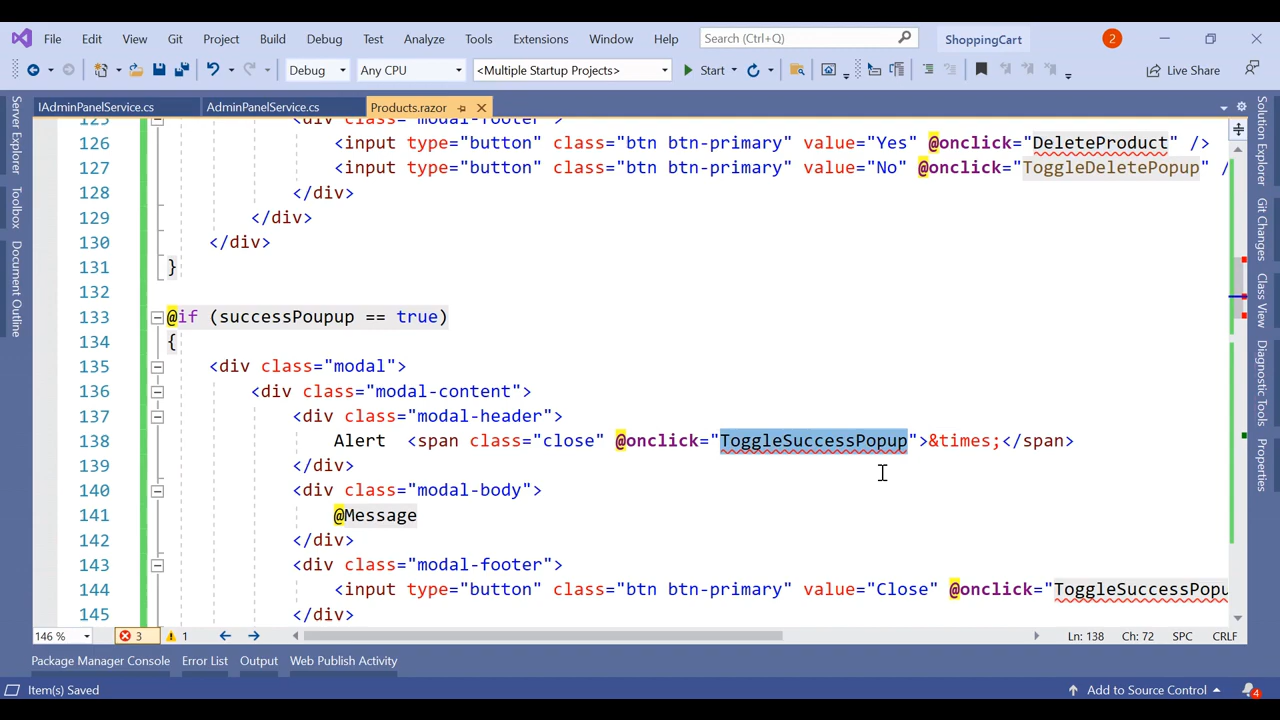 File Edit View Git Project Build Debug Test Analyze Tools Extensions Window Help Search (Ctrl+Q) ShoppingCart 2
Debug Any CPU <Multiple Startup Projects> Start Live Share
IAdminPanelService.cs AdminPanelService.cs Products.razor
Server Explorer
Toolbox
Document Outline
125 <div class="modal-footer">
126 <input type="button" class="btn btn-primary" value="Yes" @onclick="DeleteProduct" />
127 <input type="button" class="btn btn-primary" value="No" @onclick="ToggleDeletePopup" /
128 </div>
129 </div>
130 </div>
131 }
132
133 @if (successPoupup == true)
134 {
135 <div class="modal">
136 <div class="modal-content">
137 <div class="modal-header">
138 Alert <span class="close" @onclick="ToggleSuccessPopup">&times;</span>
139 </div>
140 <div class="modal-body">
141 @Message
142 </div>
143 <div class="modal-footer">
144 <input type="button" class="btn btn-primary" value="Close" @onclick="ToggleSuccessPopu
145 </div>
Solution Explorer
Git Changes
Class View
Diagnostic Tools
Properties
146 % 3 1 Ln: 138 Ch: 72 SPC CRLF
Package Manager Console Error List Output Web Publish Activity
Item(s) Saved Add to Source Control 4